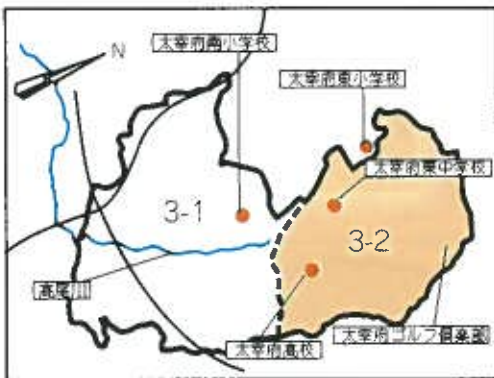 太宰府南小学校
N
太宰府東小学校
太宰府東中学校
3-1
3-2
高尾川
太宰府高校
太宰府ゴルフ倶楽部